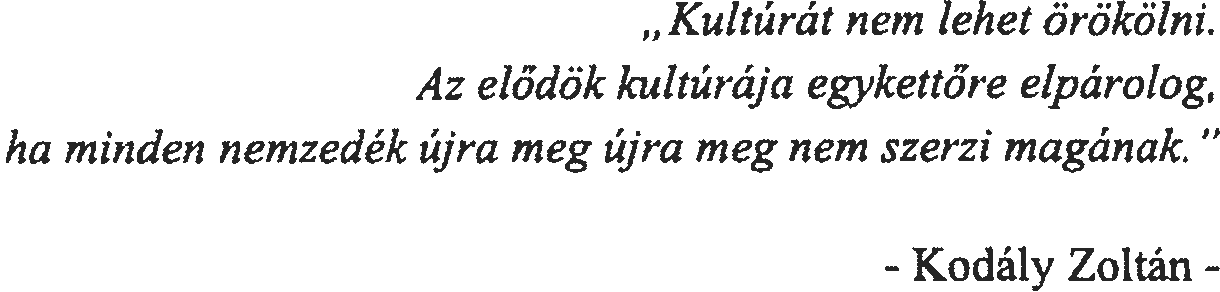 „Kultúrát nem lehet örökölni.
Az elődök kultúrája egykettőre elpárolog,
ha minden nemzedék újra meg újra meg nem szerzi magának."

- Kodály Zoltán -